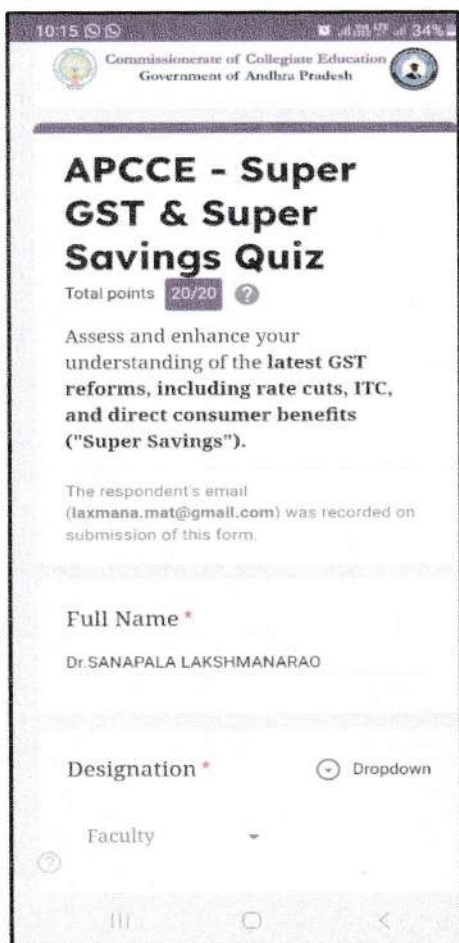 10:15
34%
Commissionerate of Collegiate Education
Government of Andhra Pradesh
APCCE - Super
GST & Super
Savings Quiz
Total points 20/20 ?
Assess and enhance your
understanding of the latest GST
reforms, including rate cuts, ITC,
and direct consumer benefits
("Super Savings").
The respondent's email
(laxmana.mat@gmail.com) was recorded on
submission of this form.
Full Name *
Dr.SANAPALA LAKSHMANARAO
Designation *
Dropdown
Faculty
?